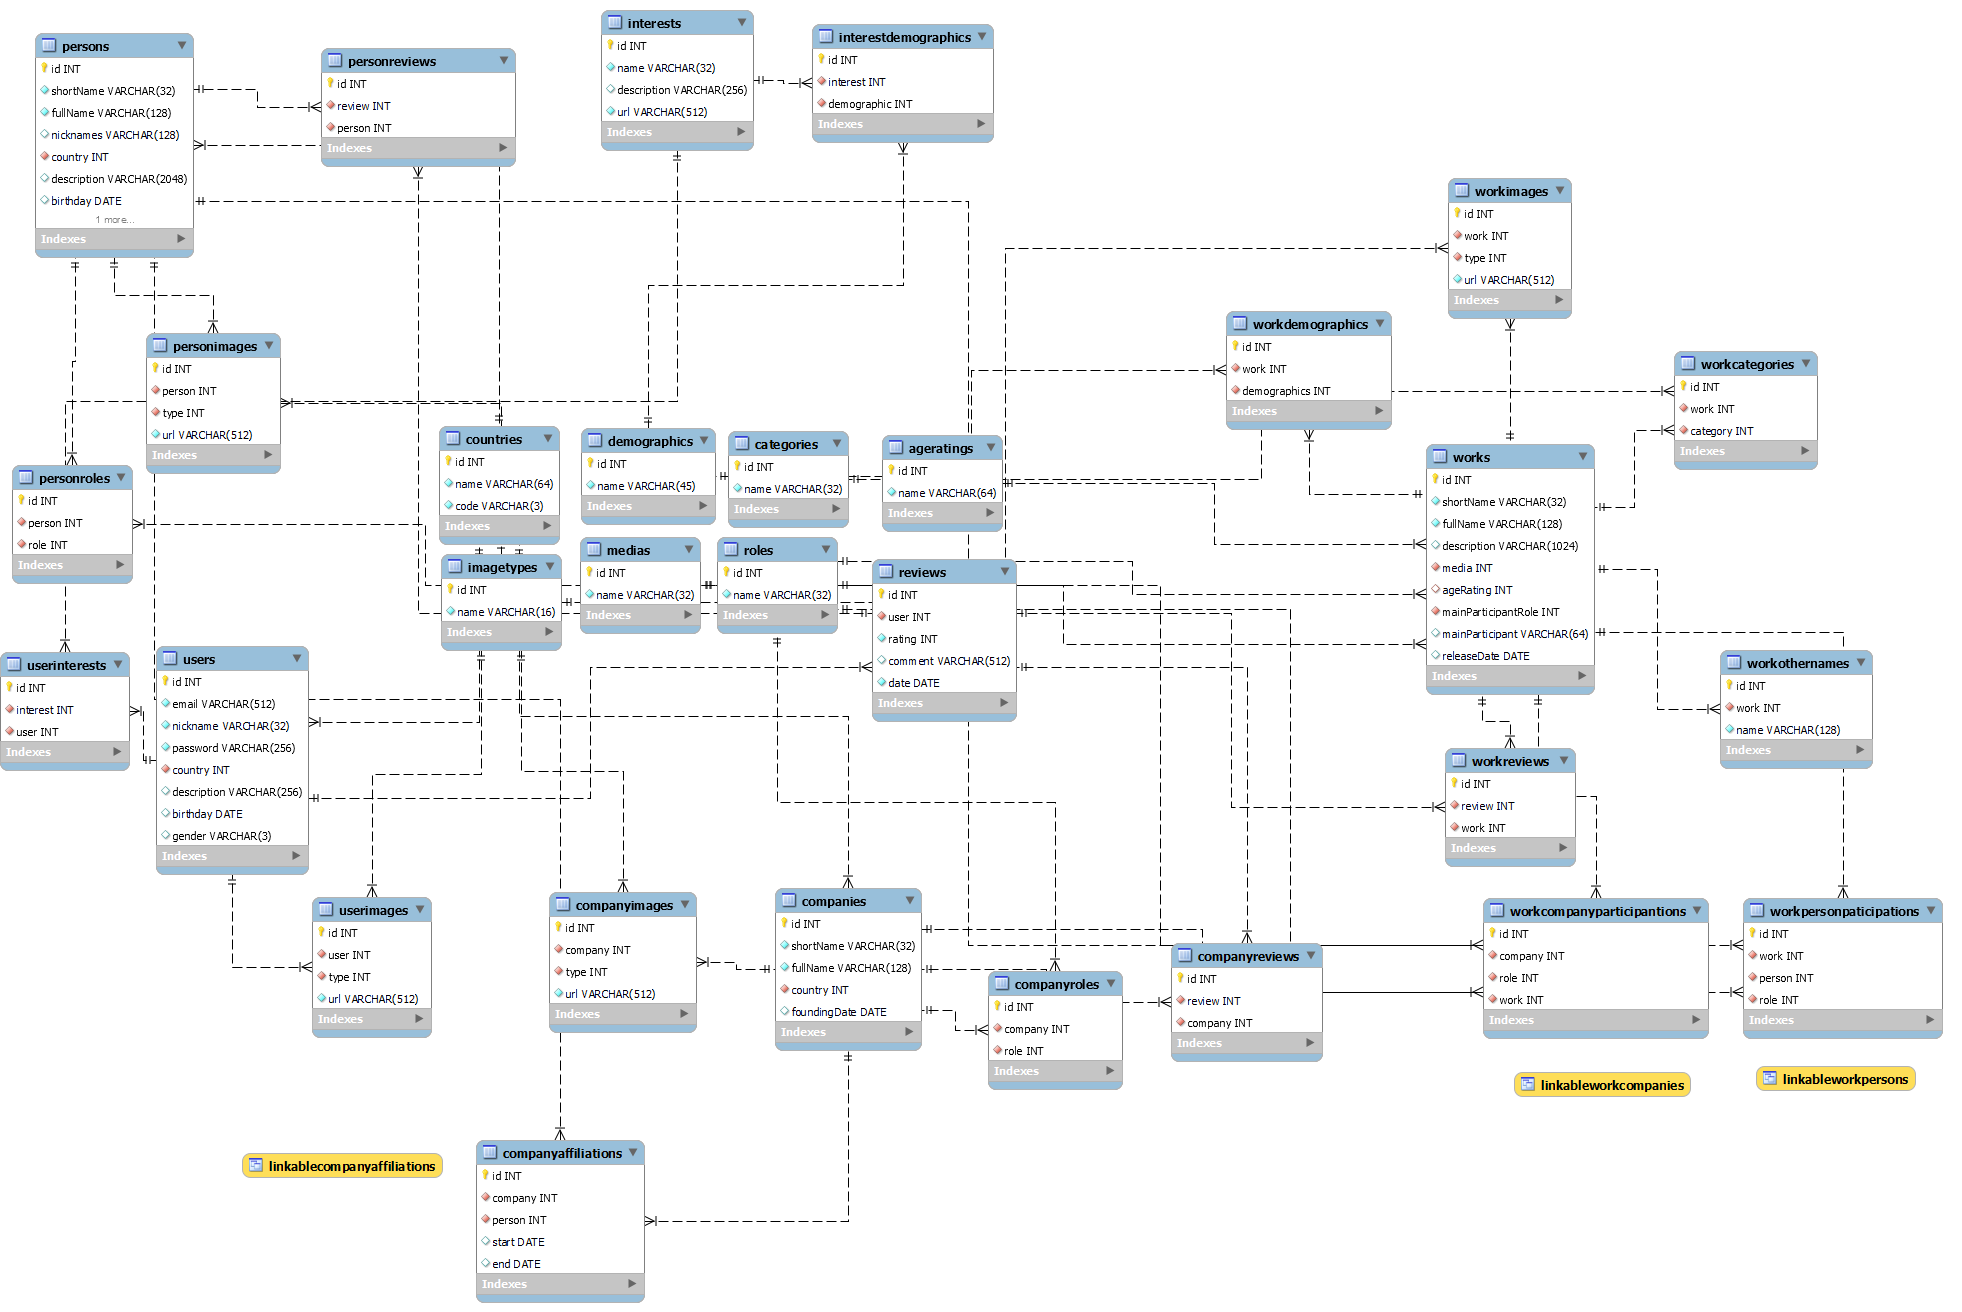 persons
id INT
shortName VARCHAR(32)
fullName VARCHAR(128)
nicknames VARCHAR(128)
country INT
description VARCHAR(2048)
birthday DATE
1 more...
Indexes
personreviews
id INT
review INT
person INT
Indexes
interests
id INT
name VARCHAR(32)
description VARCHAR(256)
url VARCHAR(512)
Indexes
interestdemographics
id INT
interest INT
demographic INT
Indexes
workimages
id INT
work INT
type INT
url VARCHAR(512)
Indexes
personimages
id INT
person INT
type INT
url VARCHAR(512)
Indexes
workdemographics
id INT
work INT
demographics INT
Indexes
workcategories
id INT
work INT
category INT
Indexes
personroles
id INT
person INT
role INT
Indexes
countries
id INT
name VARCHAR(64)
code VARCHAR(3)
Indexes
demographics
id INT
name VARCHAR(45)
Indexes
categories
id INT
name VARCHAR(32)
Indexes
ageratings
id INT
name VARCHAR(64)
Indexes
works
id INT
shortName VARCHAR(32)
fullName VARCHAR(128)
description VARCHAR(1024)
media INT
ageRating INT
mainParticipantRole INT
mainParticipant VARCHAR(64)
releaseDate DATE
Indexes
imagetypes
id INT
name VARCHAR(16)
Indexes
medias
id INT
name VARCHAR(32)
Indexes
roles
id INT
name VARCHAR(32)
Indexes
reviews
id INT
user INT
rating INT
comment VARCHAR(512)
date DATE
Indexes
userinterests
id INT
interest INT
user INT
Indexes
users
id INT
email VARCHAR(512)
nickname VARCHAR(32)
password VARCHAR(256)
country INT
description VARCHAR(256)
birthday DATE
gender VARCHAR(3)
Indexes
workothernames
id INT
work INT
name VARCHAR(128)
Indexes
workreviews
id INT
review INT
work INT
Indexes
userimages
id INT
user INT
type INT
url VARCHAR(512)
Indexes
companyimages
id INT
company INT
type INT
url VARCHAR(512)
Indexes
companies
id INT
shortName VARCHAR(32)
fullName VARCHAR(128)
country INT
foundingDate DATE
Indexes
companyroles
id INT
company INT
role INT
Indexes
companyreviews
id INT
review INT
company INT
Indexes
workcompanyparticipantions
id INT
company INT
role INT
work INT
Indexes
workpersonpaticipations
id INT
work INT
person INT
role INT
Indexes
linkableworkcompanies
linkableworkpersons
linkablecompanyaffiliations
companyaffiliations
id INT
company INT
person INT
start DATE
end DATE
Indexes